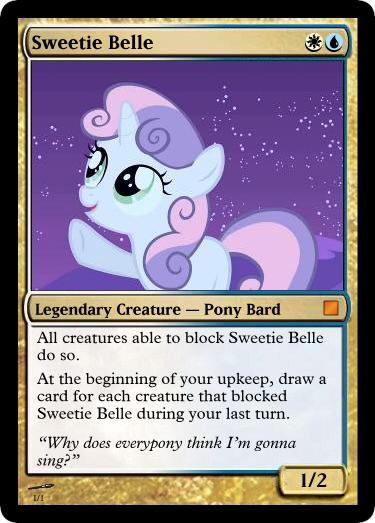 Sweetie Belle
Legendary Creature — Pony Bard
All creatures able to block Sweetie Belle
do so.
At the beginning of your upkeep, draw a
card for each creature that blocked
Sweetie Belle during your last turn.
“Why does everypony think I'm gonna
sing?”
1/2
1/1